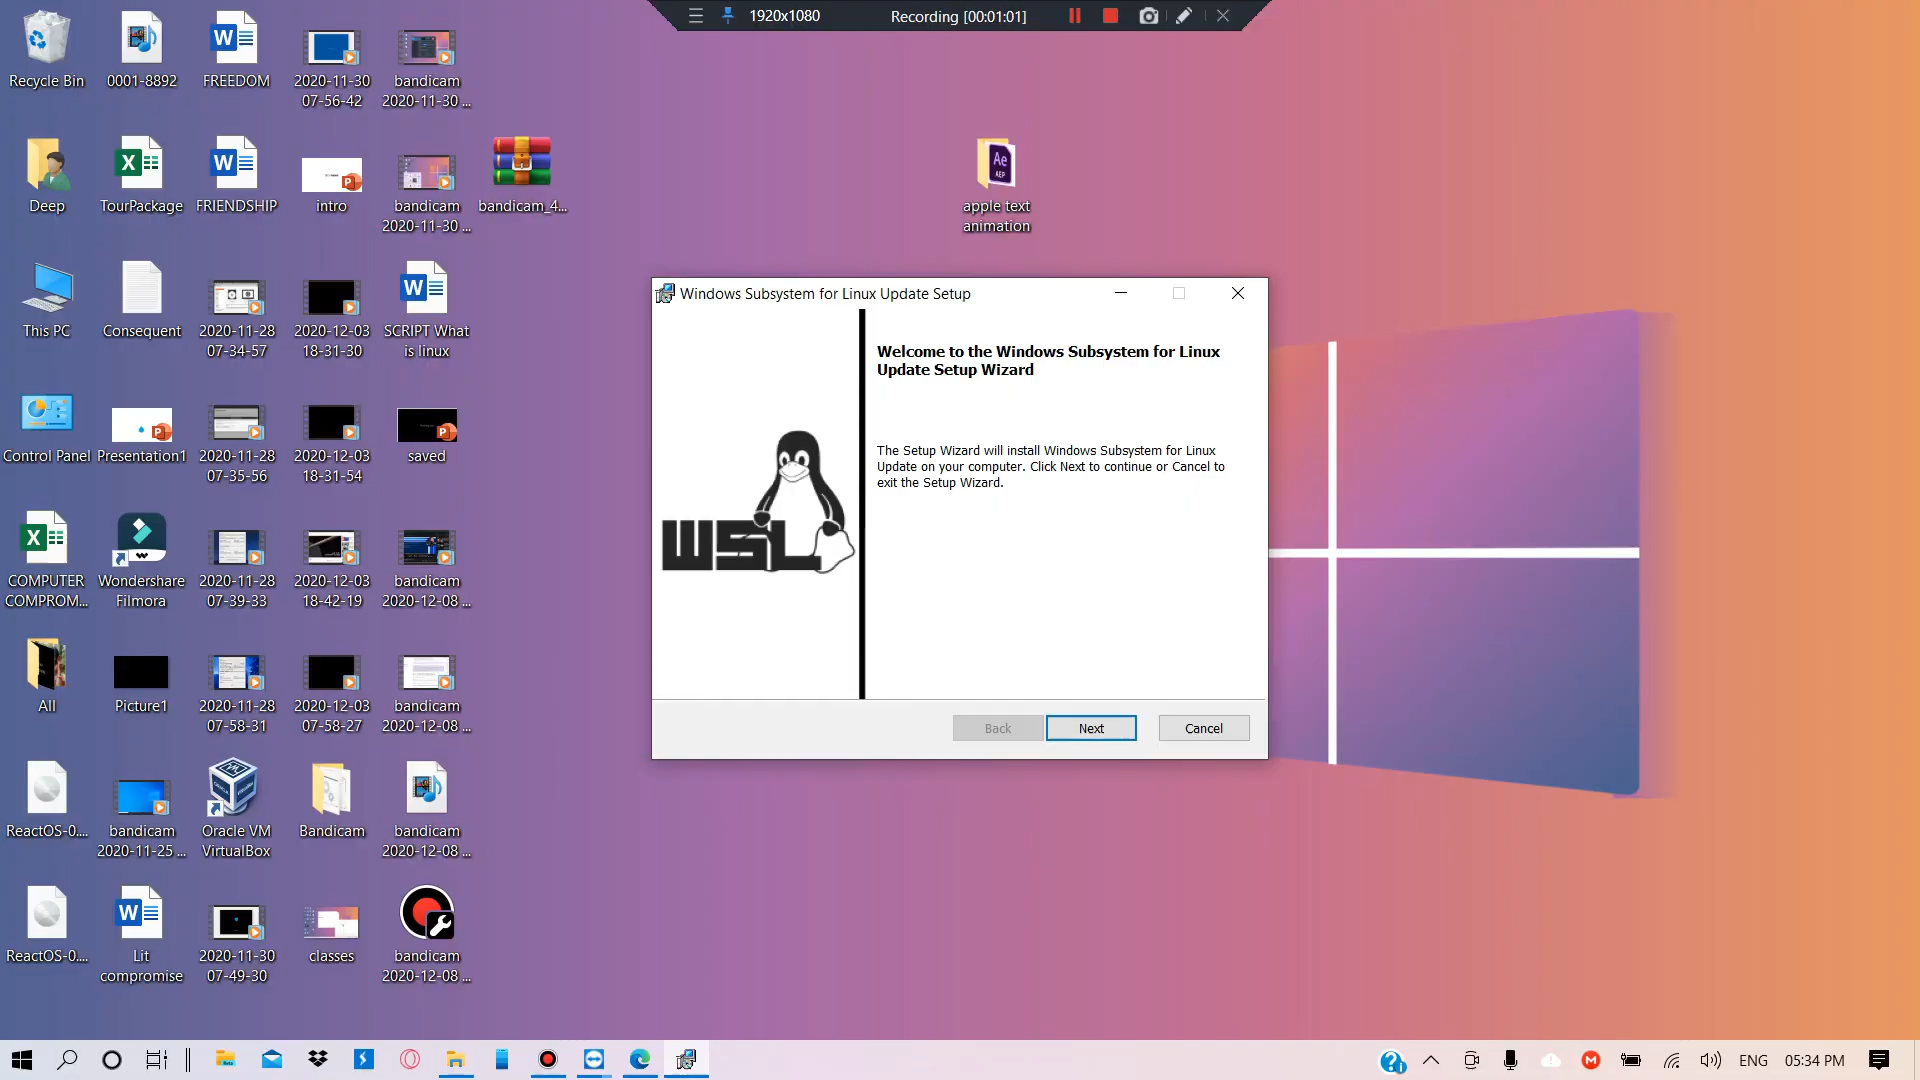 1920x1080
Recording [00:01:01]
Recycle Bin
0001-8892
FREEDOM
2020-11-30
07-56-42
bandicam
2020-11-30 ...
Deep
TourPackage
FRIENDSHIP
intro
bandicam
2020-11-30 ...
bandicam_4...
Ae
AEP
apple text
animation
This PC
Consequent
2020-11-28
07-34-57
2020-12-03
18-31-30
SCRIPT What
is linux
Control Panel
Presentation1
2020-11-28
07-35-56
2020-12-03
18-31-54
saved
COMPUTER
COMPROM...
Wondershare
Filmora
2020-11-28
07-39-33
2020-12-03
18-42-19
bandicam
2020-12-08 ...
All
Picture1
2020-11-28
07-58-31
2020-12-03
07-58-27
bandicam
2020-12-08 ...
ReactOS-0....
bandicam
2020-11-25 ...
Oracle VM
VirtualBox
Bandicam
bandicam
2020-12-08 ...
ReactOS-0....
Lit
compromise
2020-11-30
07-49-30
classes
bandicam
2020-12-08 ...
Windows Subsystem for Linux Update Setup
Welcome to the Windows Subsystem for Linux
Update Setup Wizard
The Setup Wizard will install Windows Subsystem for Linux
Update on your computer. Click Next to continue or Cancel to
exit the Setup Wizard.
WSL
Back
Next
Cancel
ENG
05:34 PM